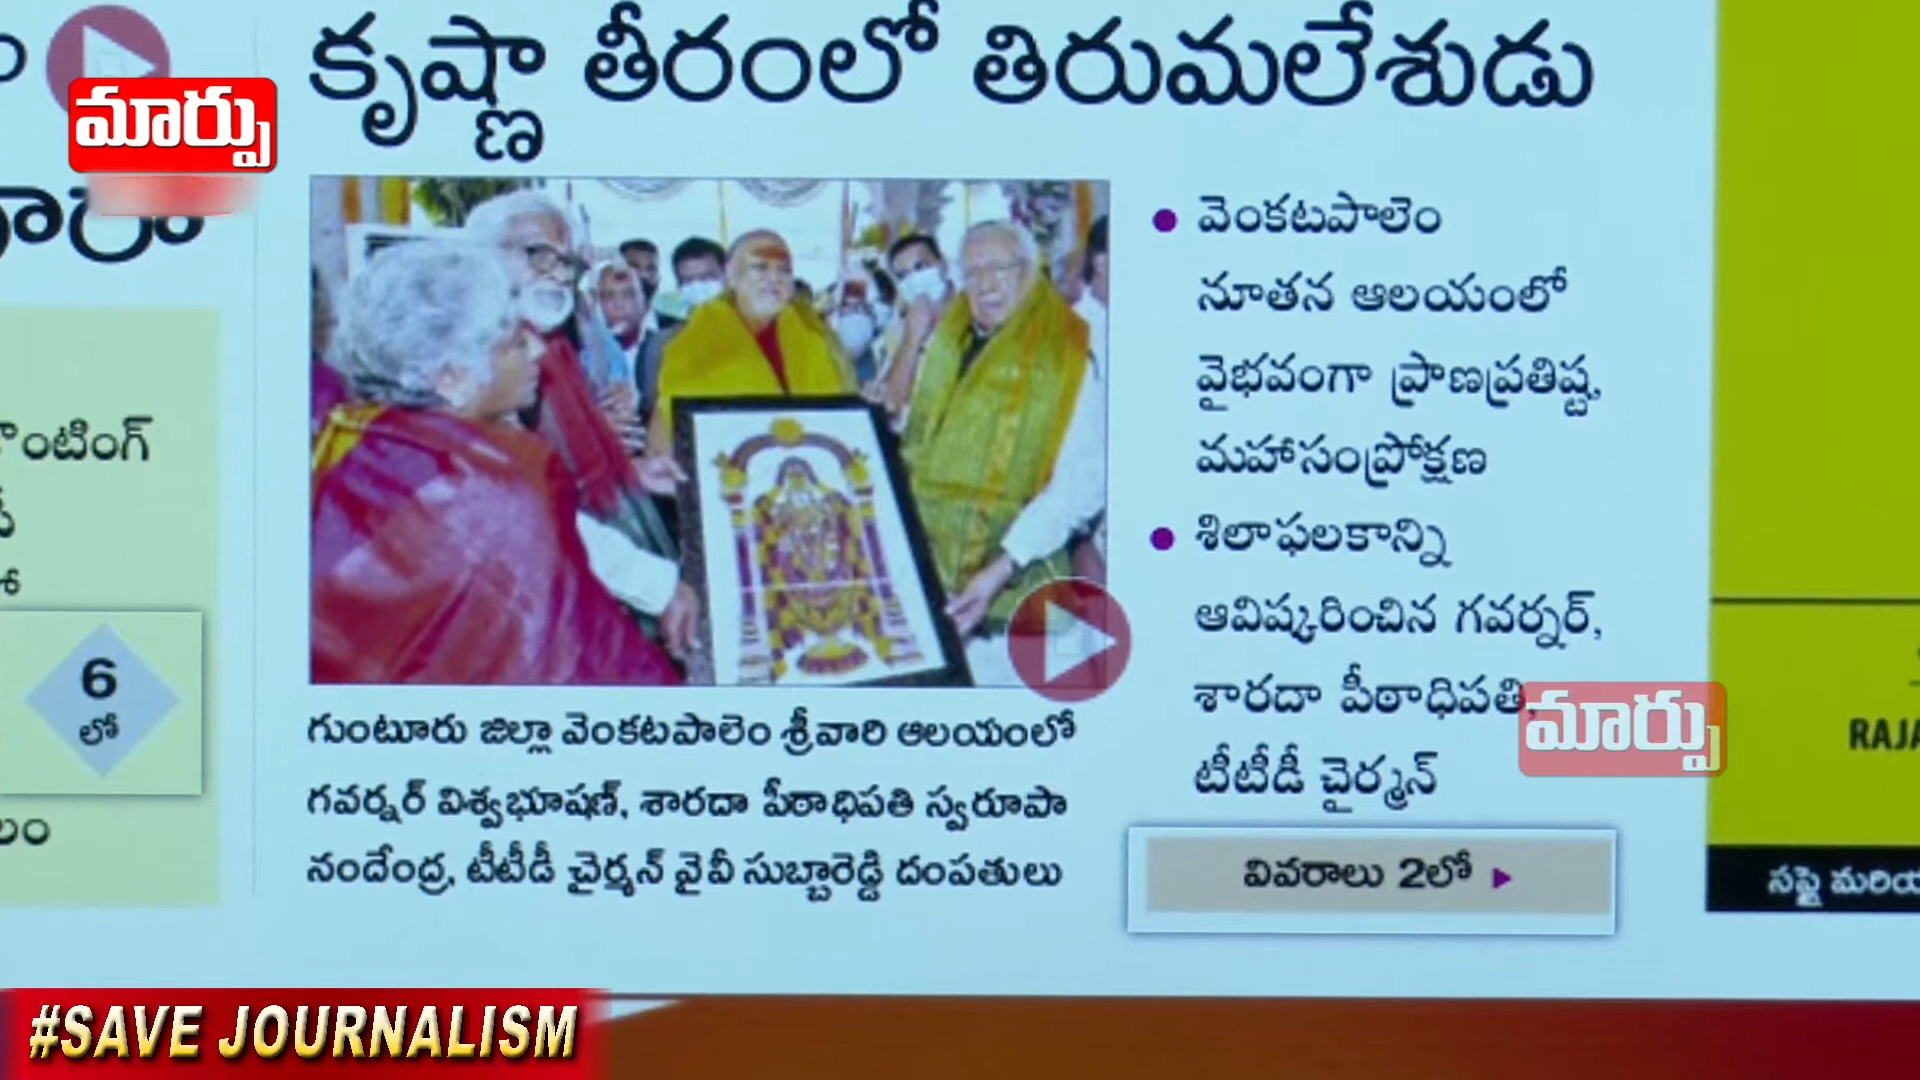 కృష్ణా తీరంలో తిరుమలేశుడు
మార్పు
వెంకటపాలెం
నూతన ఆలయంలో
వైభవంగా ప్రాణప్రతిష్ట,
మహాసంప్రోక్షణ
శిలాఫలకాన్ని
ఆవిష్కరించిన గవర్నర్,
శారదా పీఠాధిపతి,
టీటీడీ చైర్మన్
మార్పు
వివరాలు 2లో
గుంటూరు జిల్లా వెంకటపాలెం శ్రీవారి ఆలయంలో
గవర్నర్ విశ్వభూషణ్, శారదా పీఠాధిపతి స్వరూపా
నందేంద్ర, టీటీడీ చైర్మన్ వైవీ సుబ్బారెడ్డి దంపతులు
6
లో
#SAVE JOURNALISM